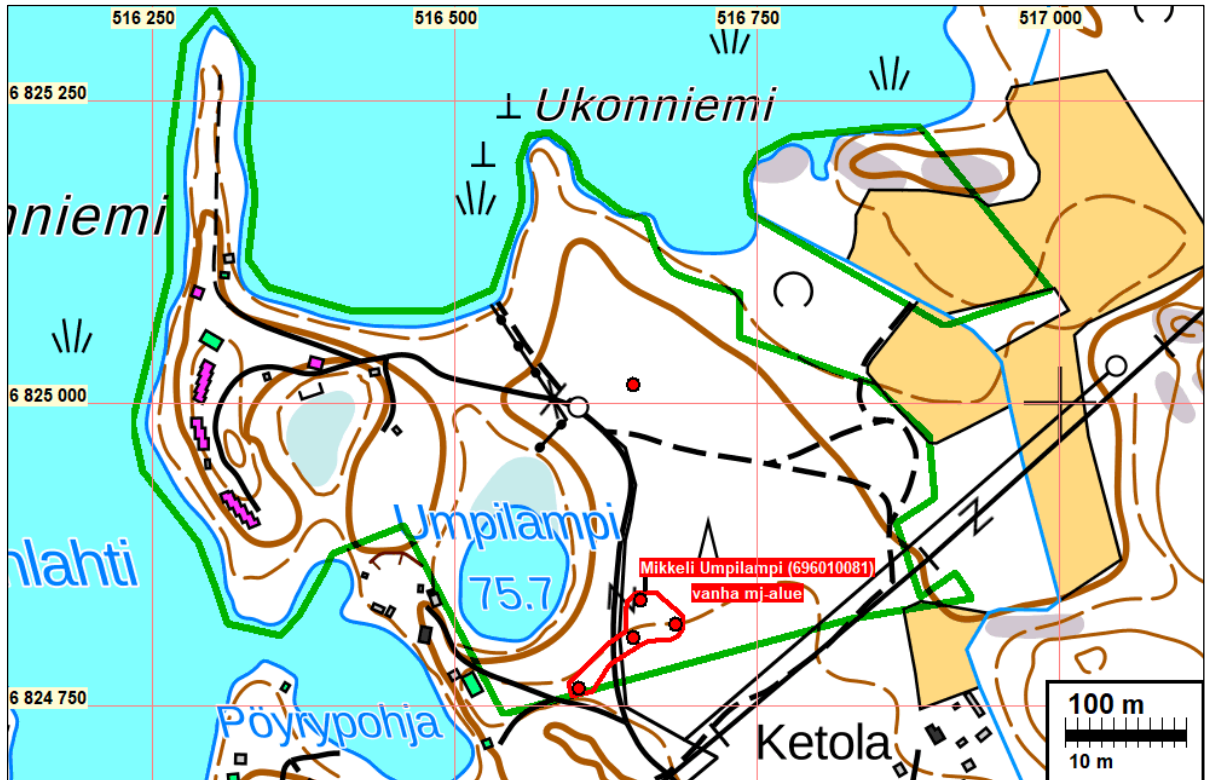 516 250
516 500
516 750
517 000
6 825 250
Ukonniemi
nniemi
6 825 000
Umpilampi
nlahti
75.7
Mikkeli Umpilampi (696010081)
vanha mj-alue
6 824 750
Pöyrypohja
Ketola
100 m
10 m